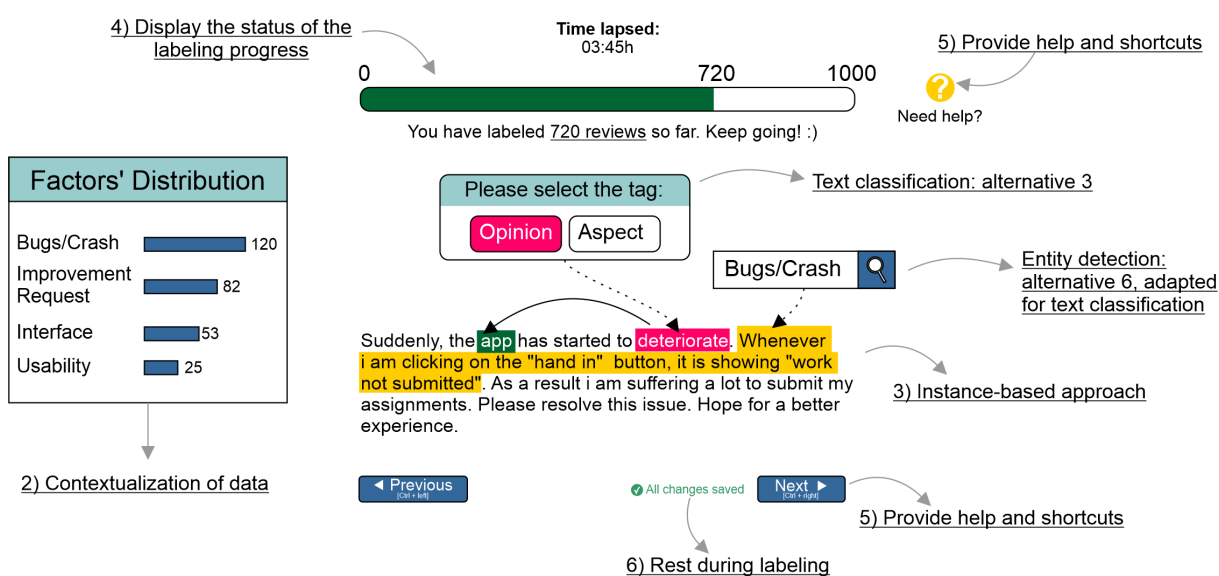 4) Display the status of the
labeling progress
Time lapsed:
03:45h
5) Provide help and shortcuts
0
720
1000
?
Need help?
You have labeled 720 reviews so far. Keep going! :)
Factors' Distribution
Bugs/Crash
120
Improvement
Request
82
Interface
53
Usability
25
2) Contextualization of data
Please select the tag:
Opinion
Aspect
Text classification: alternative 3
Bugs/Crash
Entity detection:
alternative 6, adapted
for text classification
Suddenly, the app has started to deteriorate. Whenever
i am clicking on the "hand in" button, it is showing "work
not submitted". As a result i am suffering a lot to submit my
assignments. Please resolve this issue. Hope for a better
experience.
3) Instance-based approach
Previous
[Ctrl + left]
All changes saved
Next
[Ctrl + right]
5) Provide help and shortcuts
6) Rest during labeling